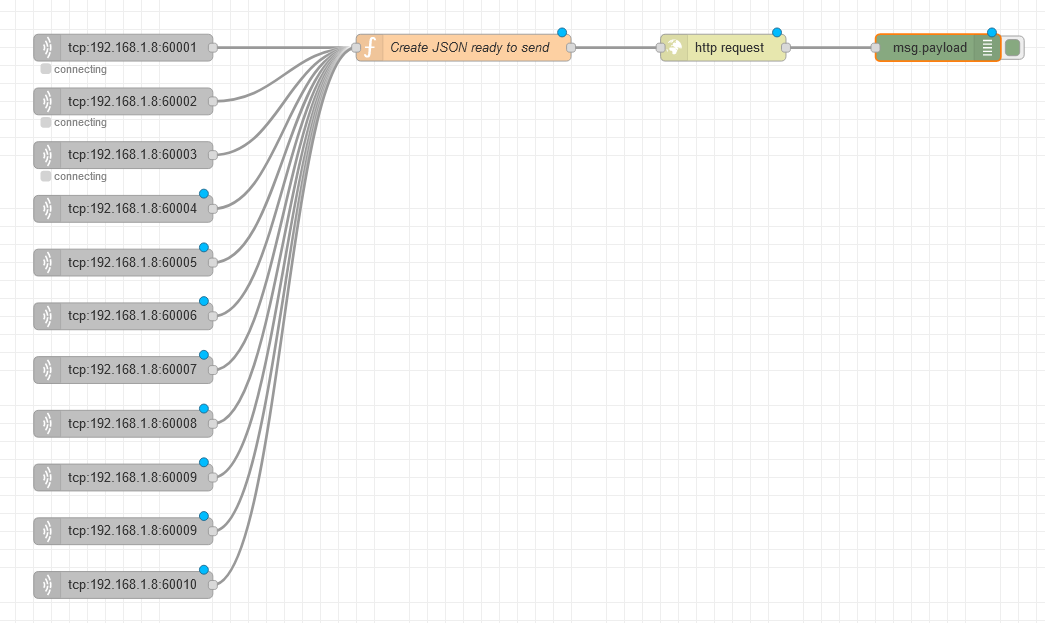 tcp:192.168.1.8:60001
Create JSON ready to send
http request
msg.payload
connecting
tcp:192.168.1.8:60002
connecting
tcp:192.168.1.8:60003
connecting
tcp:192.168.1.8:60004
tcp:192.168.1.8:60005
tcp:192.168.1.8:60006
tcp:192.168.1.8:60007
tcp:192.168.1.8:60008
tcp:192.168.1.8:60009
tcp:192.168.1.8:60009
tcp:192.168.1.8:60010